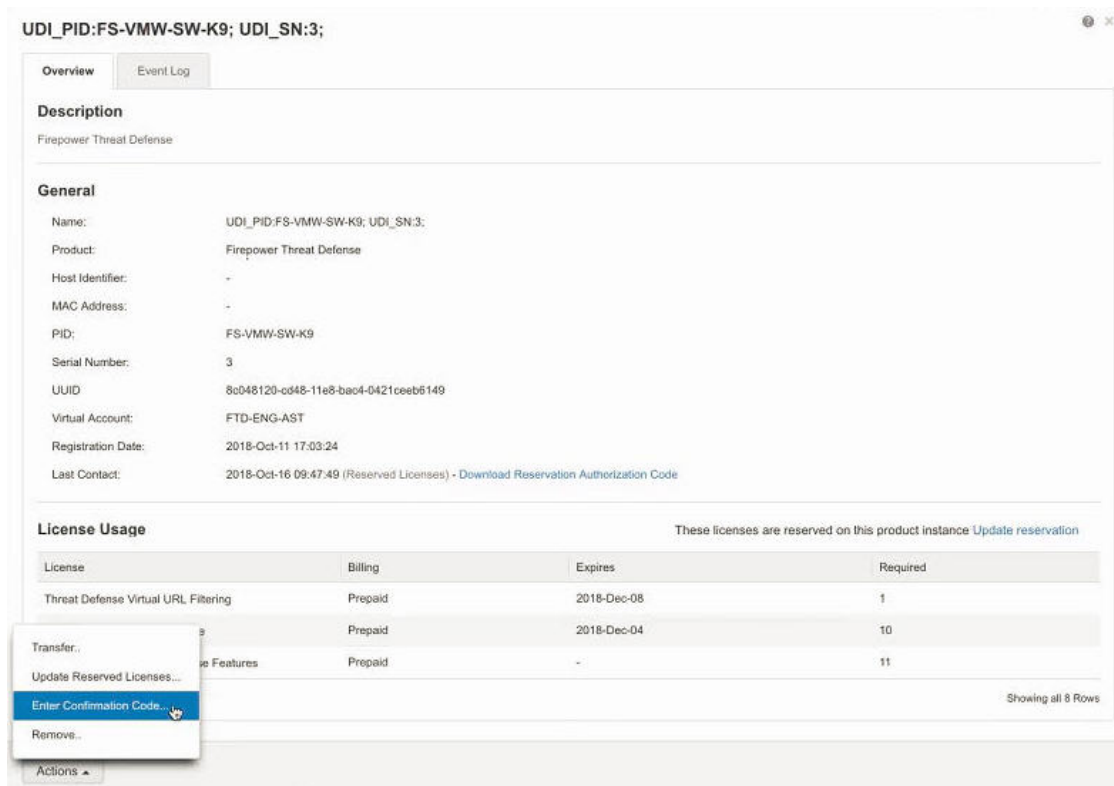 UDI_PID:FS-VMW-SW-K9; UDI_SN:3;
Overview Event Log
Description
Firepower Threat Defense
General
Name: UDI_PID:FS-VMW-SW-K9; UDI_SN:3;
Product: Firepower Threat Defense
Host Identifier: -
MAC Address: -
PID: FS-VMW-SW-K9
Serial Number: 3
UUID 8c048120-cd48-11e8-bac4-0421ceeb6149
Virtual Account: FTD-ENG-AST
Registration Date: 2018-Oct-11 17:03:24
Last Contact: 2018-Oct-16 09:47:49 (Reserved Licenses) - Download Reservation Authorization Code
License Usage These licenses are reserved on this product instance Update reservation
License Billing Expires Required
Threat Defense Virtual URL Filtering Prepaid 2018-Dec-08 1
Prepaid 2018-Dec-04 10
Features Prepaid - 11
Showing all 8 Rows
Transfer..
Update Reserved Licenses...
Enter Confirmation Code...
Remove..
Actions